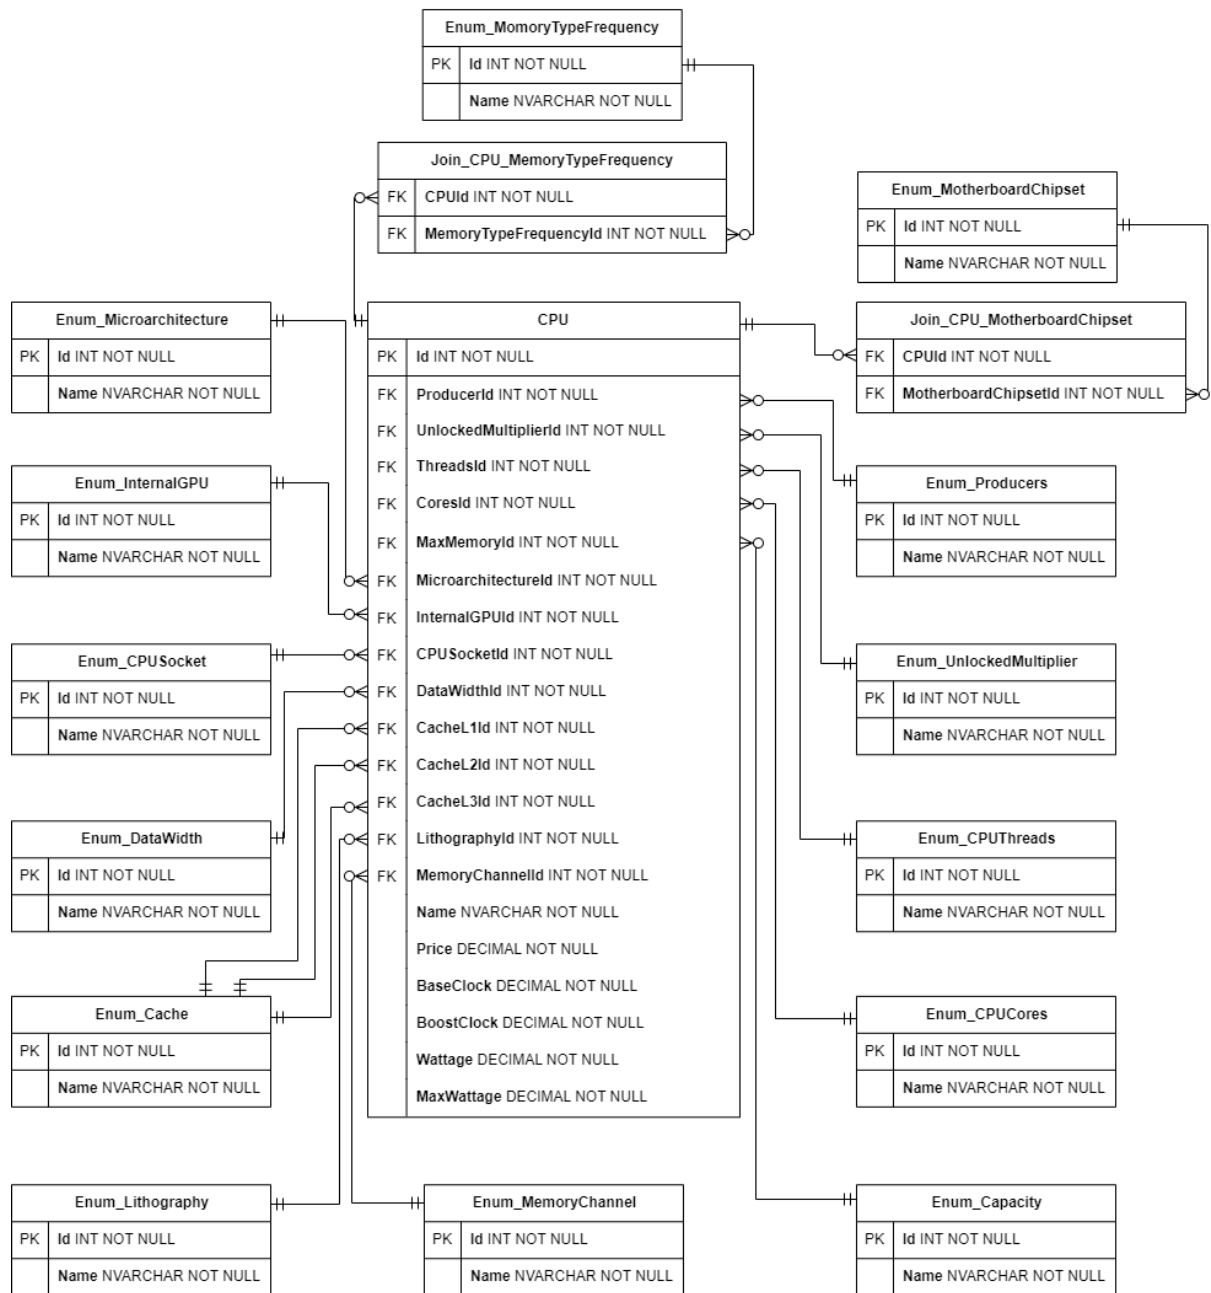 Enum_MomoryTypeFrequency
PK Id INT NOT NULL
Name NVARCHAR NOT NULL
Join_CPU_MemoryTypeFrequency
FK CPUId INT NOT NULL
FK MemoryTypeFrequencyId INT NOT NULL
Enum_MotherboardChipset
PK Id INT NOT NULL
Name NVARCHAR NOT NULL
Enum_Microarchitecture
PK Id INT NOT NULL
Name NVARCHAR NOT NULL
Enum_InternalGPU
PK Id INT NOT NULL
Name NVARCHAR NOT NULL
Enum_CPUSocket
PK Id INT NOT NULL
Name NVARCHAR NOT NULL
Enum_DataWidth
PK Id INT NOT NULL
Name NVARCHAR NOT NULL
Enum_Cache
PK Id INT NOT NULL
Name NVARCHAR NOT NULL
Enum_Lithography
PK Id INT NOT NULL
Name NVARCHAR NOT NULL
CPU
PK Id INT NOT NULL
FK ProducerId INT NOT NULL
FK UnlockedMultiplierId INT NOT NULL
FK ThreadsId INT NOT NULL
FK CoresId INT NOT NULL
FK MaxMemoryId INT NOT NULL
FK MicroarchitectureId INT NOT NULL
FK InternalGPUId INT NOT NULL
FK CPUSocketId INT NOT NULL
FK DataWidthId INT NOT NULL
FK CacheL1Id INT NOT NULL
FK CacheL2Id INT NOT NULL
FK CacheL3Id INT NOT NULL
FK LithographyId INT NOT NULL
FK MemoryChannelId INT NOT NULL
Name NVARCHAR NOT NULL
Price DECIMAL NOT NULL
BaseClock DECIMAL NOT NULL
BoostClock DECIMAL NOT NULL
Wattage DECIMAL NOT NULL
MaxWattage DECIMAL NOT NULL
Enum_MemoryChannel
PK Id INT NOT NULL
Name NVARCHAR NOT NULL
Join_CPU_MotherboardChipset
FK CPUId INT NOT NULL
FK MotherboardChipsetId INT NOT NULL
Enum_Producers
PK Id INT NOT NULL
Name NVARCHAR NOT NULL
Enum_UnlockedMultiplier
PK Id INT NOT NULL
Name NVARCHAR NOT NULL
Enum_CPUThreads
PK Id INT NOT NULL
Name NVARCHAR NOT NULL
Enum_CPUCores
PK Id INT NOT NULL
Name NVARCHAR NOT NULL
Enum_Capacity
PK Id INT NOT NULL
Name NVARCHAR NOT NULL